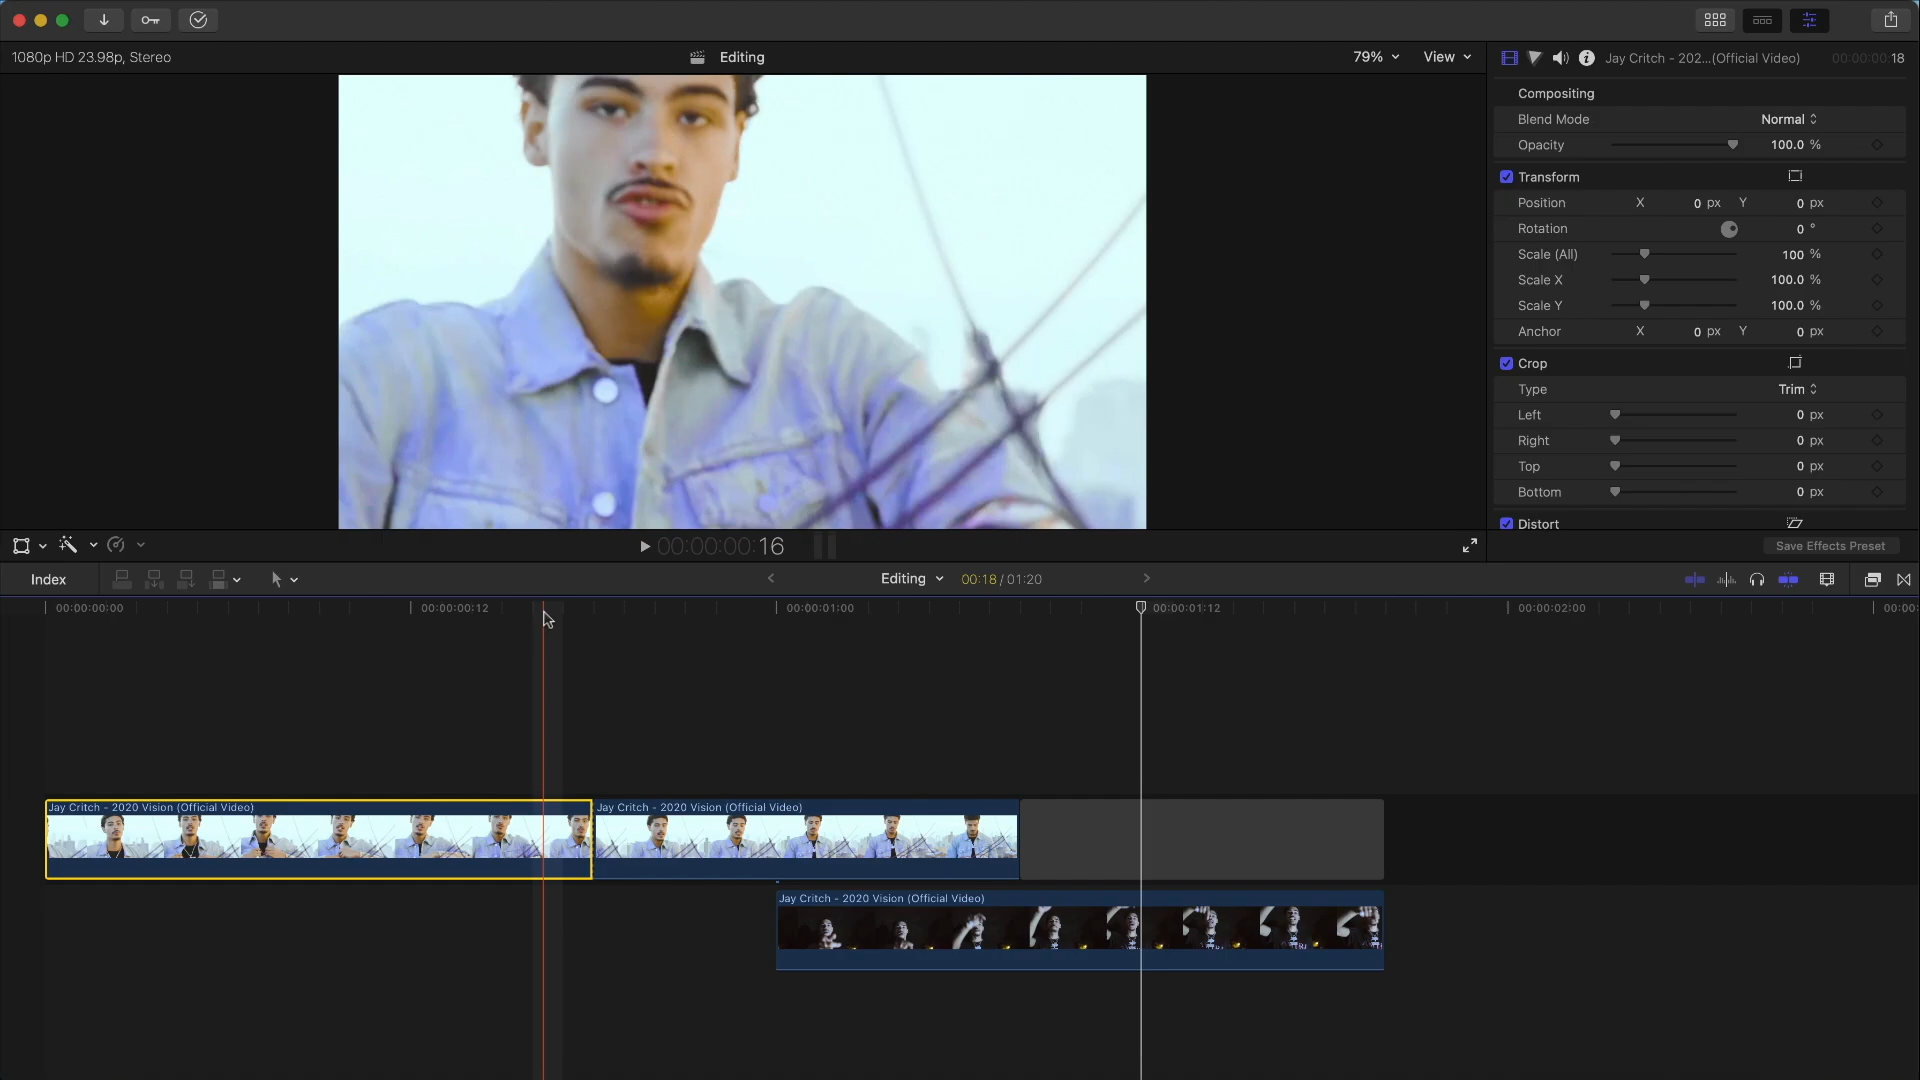 1080p HD 23.98p, Stereo
Editing
79%
View
Jay Critch - 202...(Official Video)
00:00:00:18
Compositing
Blend Mode
Normal
Opacity
100.0 %
Transform
Position X 0 px Y 0 px
Rotation 0 °
Scale (All) 100 %
Scale X 100.0 %
Scale Y 100.0 %
Anchor X 0 px Y 0 px
Crop
Type Trim
Left 0 px
Right 0 px
Top 0 px
Bottom 0 px
Distort
00:00:00:16
Save Effects Preset
Index
Editing
00:18 / 01:20
00:00:00:00
00:00:00:12
00:00:01:00
00:00:01:12
00:00:02:00
00:00:
Jay Critch - 2020 Vision (Official Video)
Jay Critch - 2020 Vision (Official Video)
Jay Critch - 2020 Vision (Official Video)